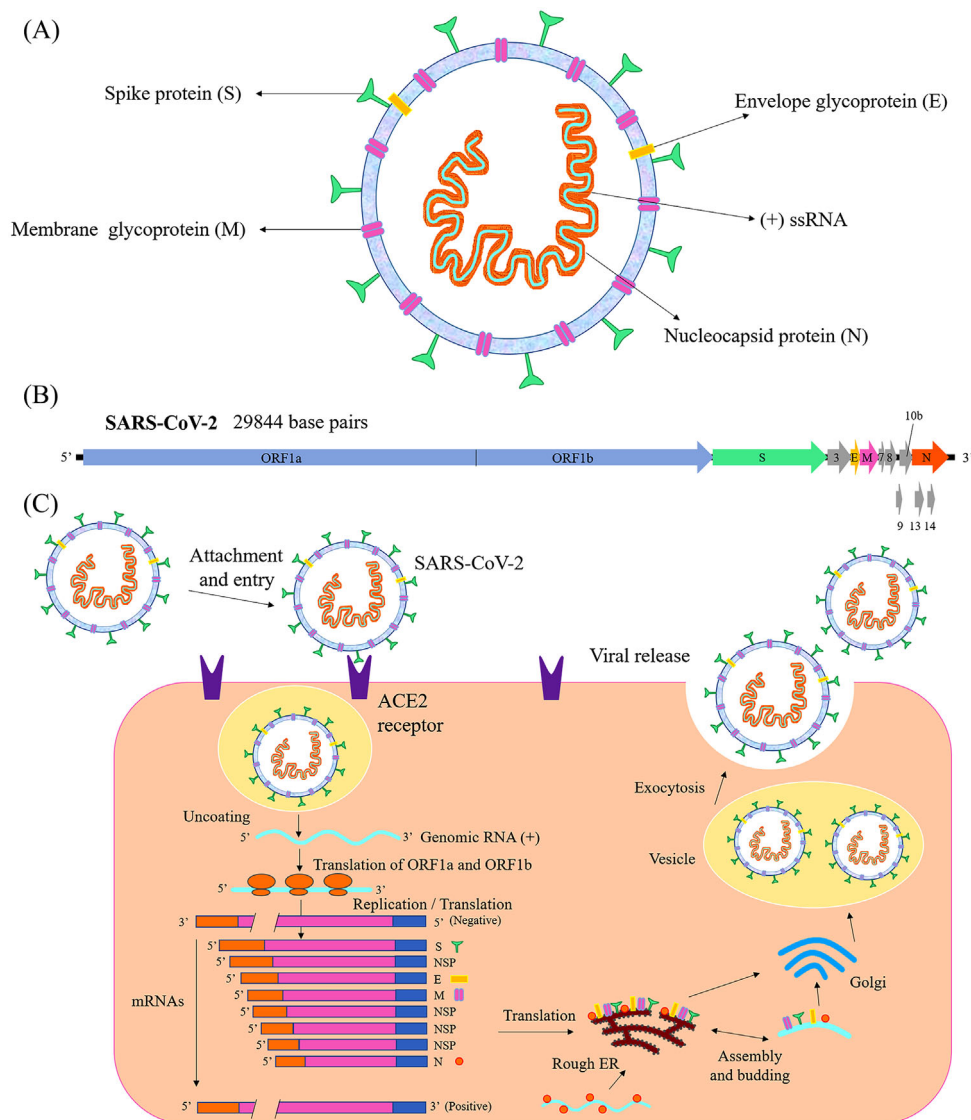 (A)
Spike protein (S)
Envelope glycoprotein (E)
Membrane glycoprotein (M)
(+) ssRNA
Nucleocapsid protein (N)
(B)
SARS-CoV-2 29844 base pairs
10b
5’ ORF1a ORF1b S 3 E M 7 8 N 3
9 13 14
(C)
Attachment
and entry
SARS-CoV-2
Viral release
ACE2
receptor
Exocytosis
Uncoating
5’ 3’ Genomic RNA (+)
Vesicle
Translation of ORF1a and ORF1b
5’ 3’
Replication / Translation
3’ 5’ (Negative)
5’ S
5’ NSP
5’ E
5’ M
5’ NSP
5’ NSP
5’ NSP
5’ N
mRNAs
Golgi
Translation
Rough ER
Assembly
and budding
5’ 3’ (Positive)